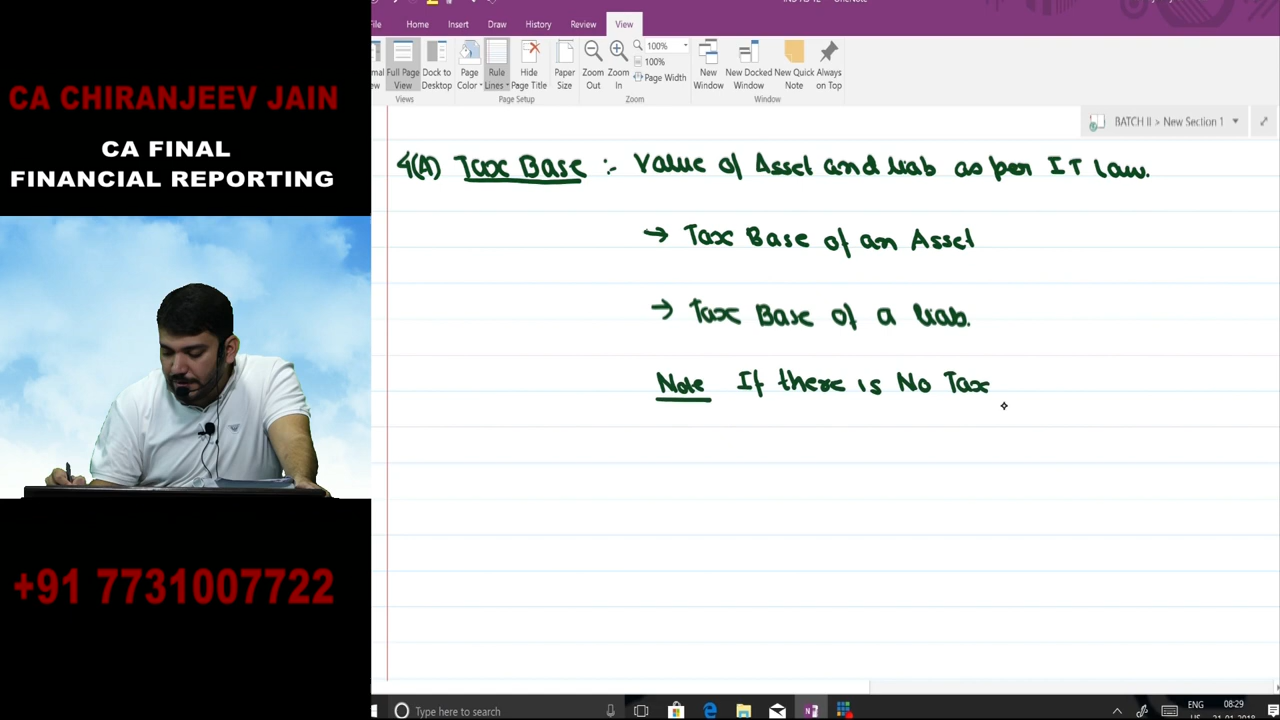 CA CHIRANJEEV JAIN
CA FINAL
FINANCIAL REPORTING
+91 7731007722
Home Insert Draw History Review View
Full Page View
Dock to Desktop
Page Color
Rule Lines
Hide Page Title
Paper Size
Zoom Out
Zoom In
100%
100%
Page Width
New Window
New Docked Window
New Quick Note
Always on Top
Views Page Setup Zoom Window
BATCH II > New Section 1
4(A) Tax Base :- Value of Asset and liab as per IT law.
→ Tax Base of an Asset
→ Tax Base of a liab.
Note If there is No Tax
Type here to search
ENG
08:29